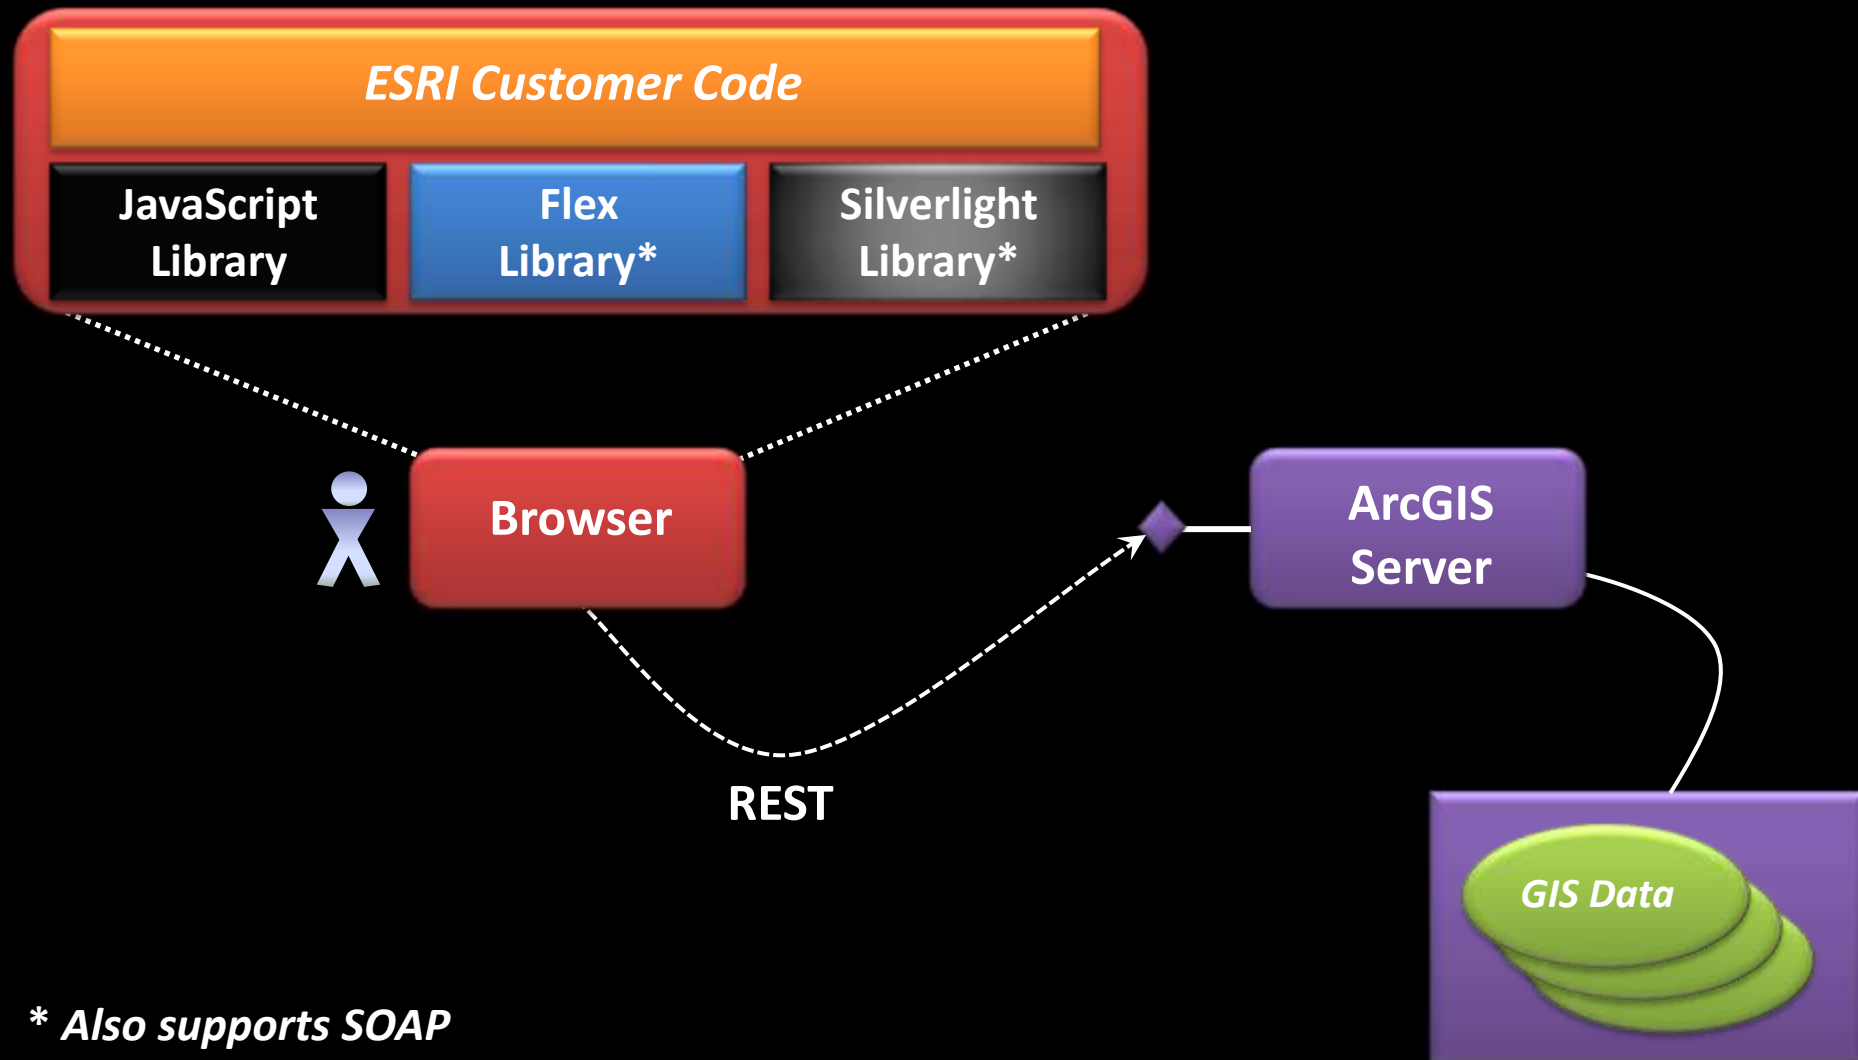 ESRI Customer Code
JavaScript
Library
Flex
Library*
Silverlight
Library*
Browser
ArcGIS
Server
REST
GIS Data
* Also supports SOAP